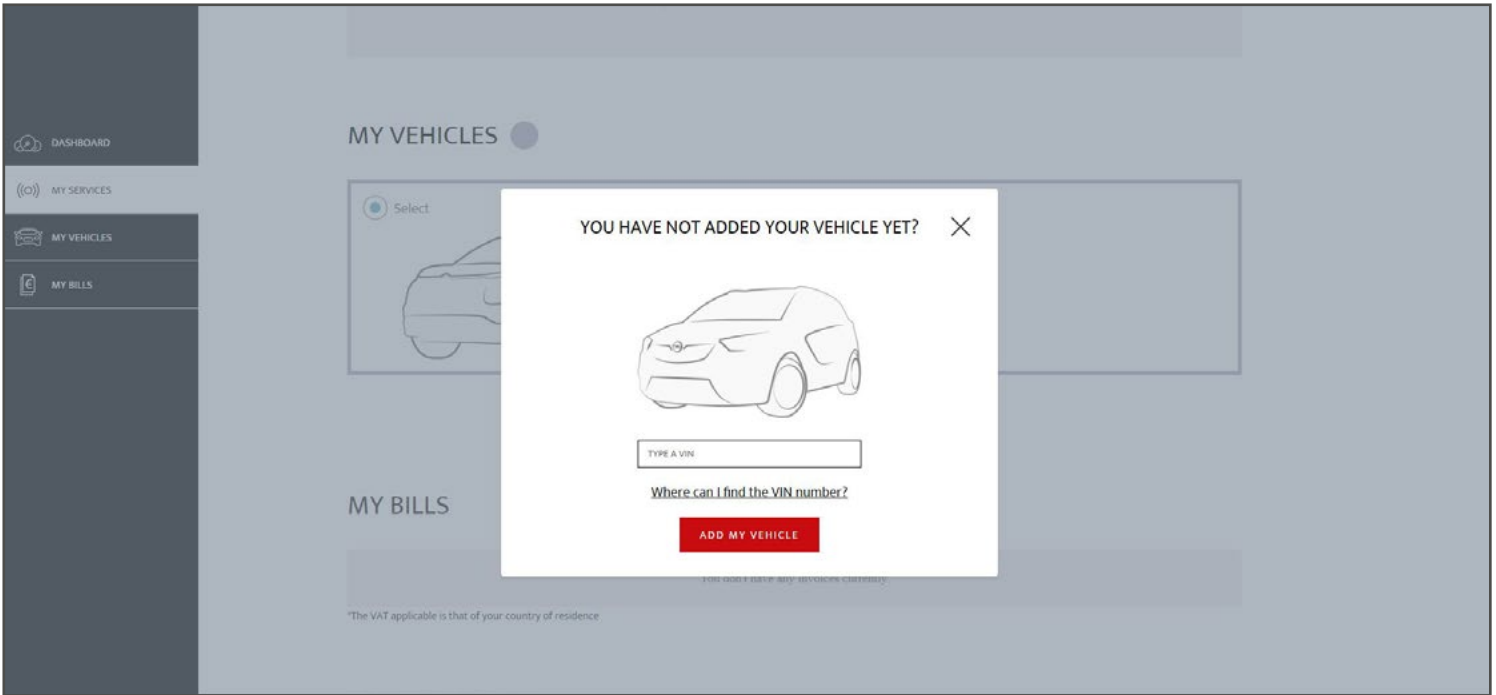 DASHBOARD
MY SERVICES
MY VEHICLES
MY BILLS
MY VEHICLES
Select
YOU HAVE NOT ADDED YOUR VEHICLE YET?
TYPE A VIN
Where can I find the VIN number?
ADD MY VEHICLE
MY BILLS
You don't have any invoices currently.
*The VAT applicable is that of your country of residence